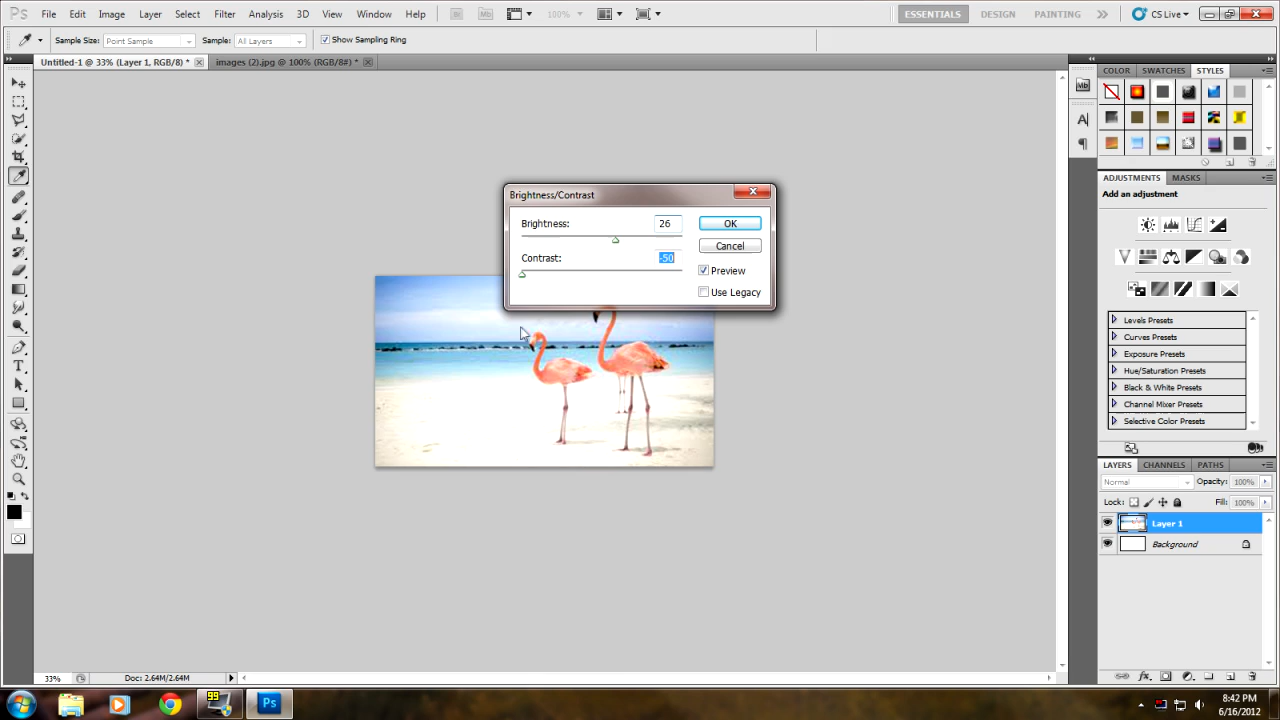 Ps File Edit Image Layer Select Filter Analysis 3D View Window Help Br Mb 100% ESSENTIALS DESIGN PAINTING CS Live
Sample Size: Point Sample Sample: All Layers Show Sampling Ring
Untitled-1 @ 33% (Layer 1, RGB/8) * images (2).jpg @ 100% (RGB/8#) *
COLOR SWATCHES STYLES
Mb
A
Brightness/Contrast
Brightness: 26 OK
Cancel
Contrast: -50
Preview
Use Legacy
ADJUSTMENTS MASKS
Add an adjustment
Levels Presets
Curves Presets
Exposure Presets
Hue/Saturation Presets
Black & White Presets
Channel Mixer Presets
Selective Color Presets
LAYERS CHANNELS PATHS
Normal Opacity: 100%
Lock: Fill: 100%
Layer 1
Background
T
33% Doc: 2.64M/2.64M
99
Ps
8:42 PM
6/16/2012